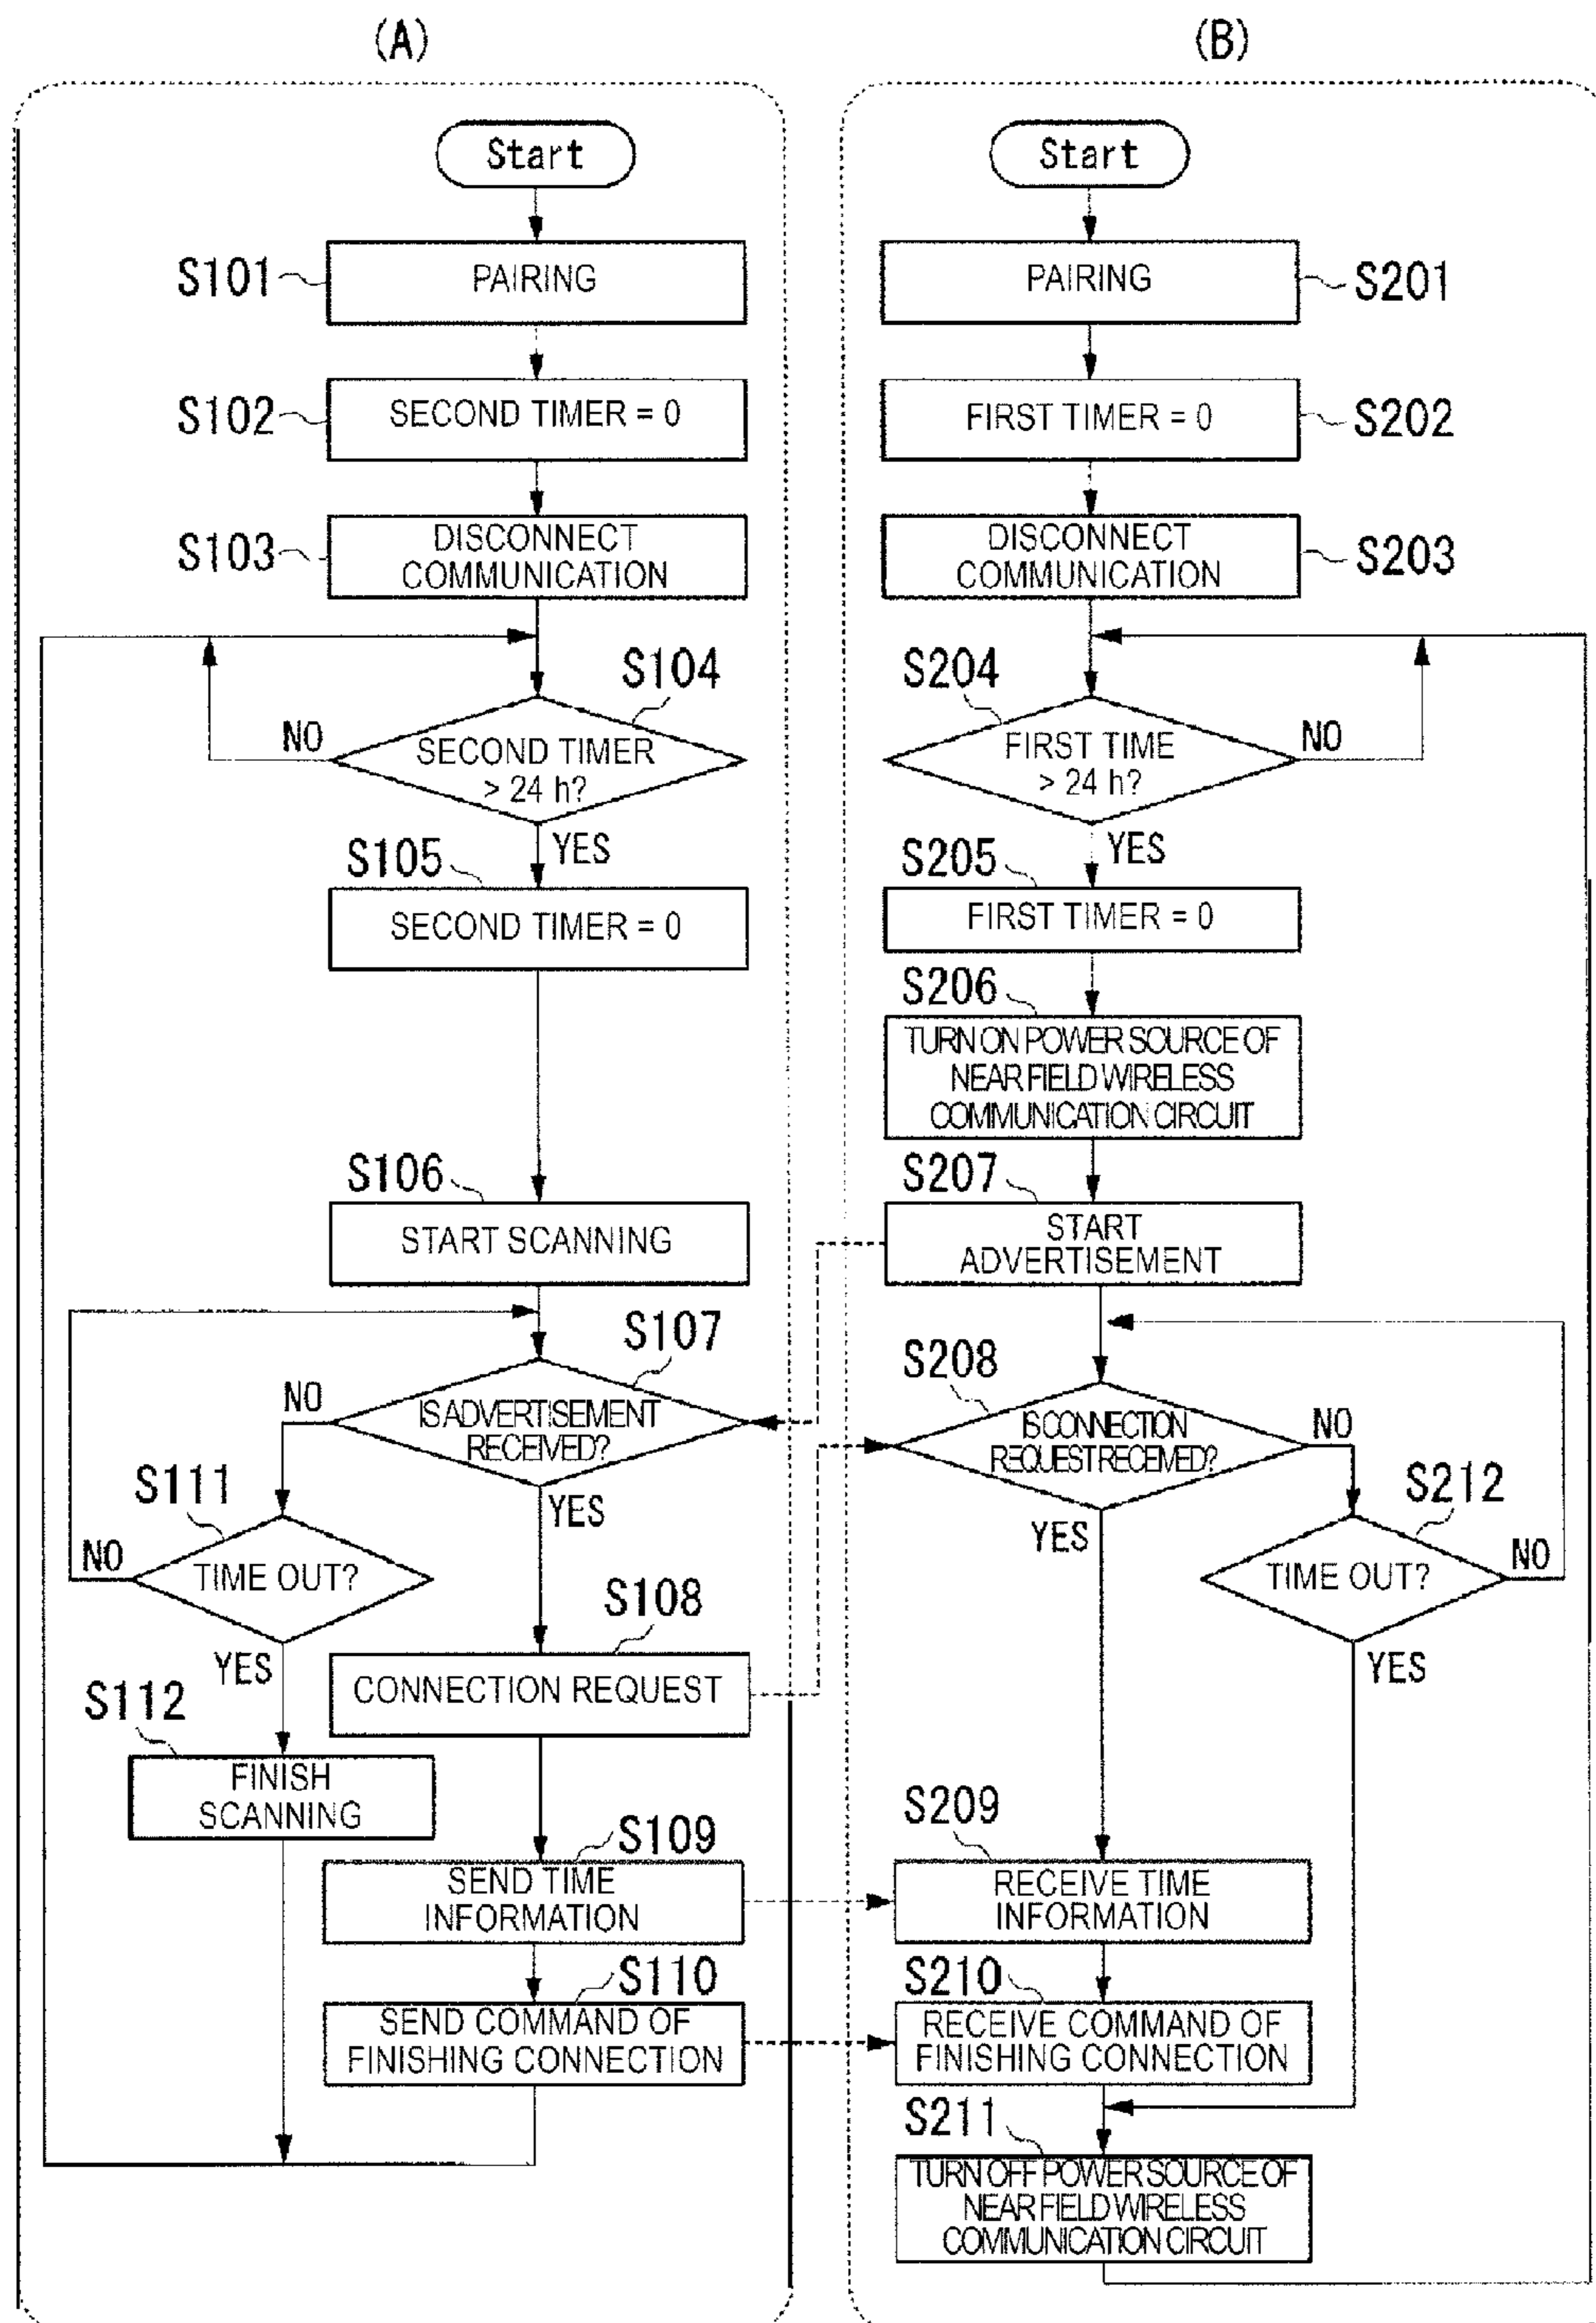 (A)
Start
S101
PAIRING
S102
SECOND TIMER = 0
S103
DISCONNECT
COMMUNICATION
S104
NO
SECOND TIMER
> 24 h?
YES
S105
SECOND TIMER = 0
S106
START SCANNING
S107
NO
IS ADVERTISEMENT
RECEIVED?
YES
S111
NO
TIME OUT?
YES
S108
CONNECTION REQUEST
S112
FINISH
SCANNING
S109
SEND TIME
INFORMATION
S110
SEND COMMAND OF
FINISHING CONNECTION
(B)
Start
PAIRING
S201
FIRST TIMER = 0
S202
DISCONNECT
COMMUNICATION
S203
S204
FIRST TIME
> 24 h?
NO
YES
S205
FIRST TIMER = 0
S206
TURN ON POWER SOURCE OF
NEAR FIELD WIRELESS
COMMUNICATION CIRCUIT
S207
START
ADVERTISEMENT
S208
IS CONNECTION
REQUEST RECEIVED?
NO
YES
S212
TIME OUT?
NO
YES
S209
RECEIVE TIME
INFORMATION
S210
RECEIVE COMMAND OF
FINISHING CONNECTION
S211
TURN OFF POWER SOURCE OF
NEAR FIELD WIRELESS
COMMUNICATION CIRCUIT